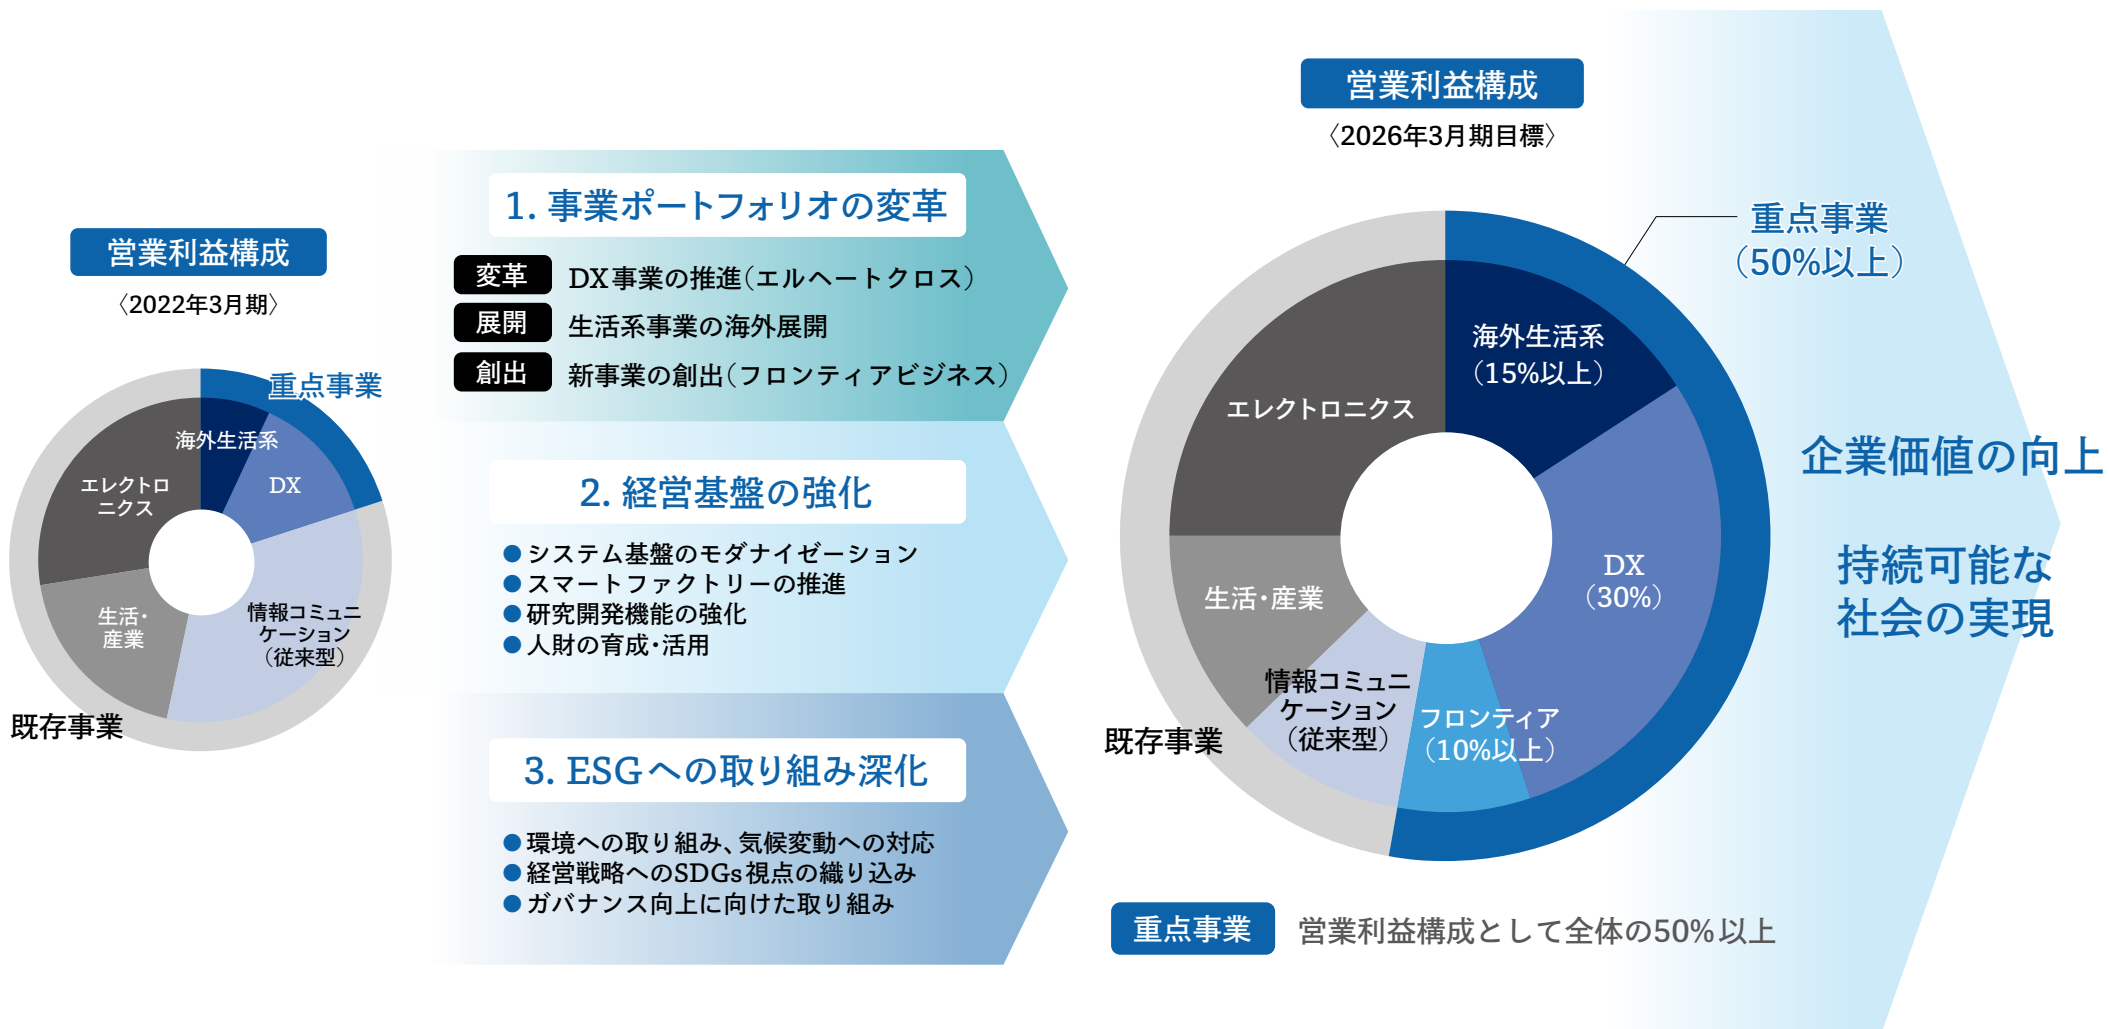 営業利益構成
〈2022年3月期〉
重点事業
海外生活系
DX
エレクトロ
ニクス
生活・
産業
情報コミュニ
ケーション
（従来型）
既存事業
1. 事業ポートフォリオの変革
変革 DX事業の推進（エルヘートクロス）
展開 生活系事業の海外展開
創出 新事業の創出（フロンティアビジネス）
2. 経営基盤の強化
●システム基盤のモダナイゼーション
●スマートファクトリーの推進
●研究開発機能の強化
●人財の育成・活用
3. ESGへの取り組み深化
●環境への取り組み、気候変動への対応
●経営戦略へのSDGs視点の織り込み
●ガバナンス向上に向けた取り組み
営業利益構成
〈2026年3月期目標〉
重点事業
（50%以上）
海外生活系
（15%以上）
エレクトロニクス
DX
（30%）
生活・産業
情報コミュニ
ケーション
（従来型）
フロンティア
（10%以上）
既存事業
重点事業 営業利益構成として全体の50%以上
企業価値の向上
持続可能な
社会の実現